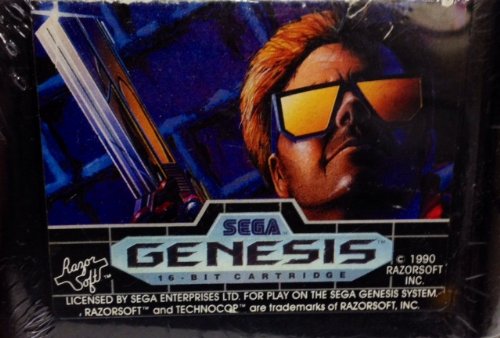 SEGA
GENESIS™
16-BIT CARTRIDGE
Razor Soft
© 1990
RAZORSOFT
INC.
LICENSED BY SEGA ENTERPRISES LTD. FOR PLAY ON THE SEGA GENESIS SYSTEM.
RAZORSOFT™ and TECHNOCOP™ are trademarks of RAZORSOFT, INC.